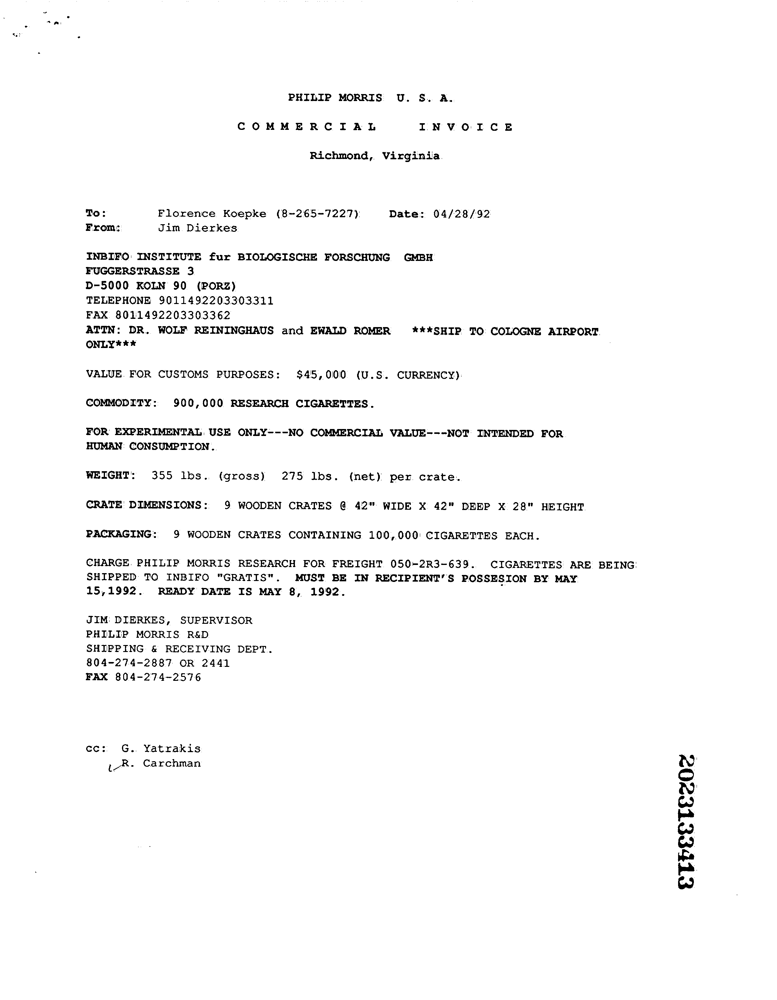 PHILIP MORRIS U. S. A.
COMMERCIAL INVOICE
Richmond, Virginia
To: Florence Koepke (8-265-7227) Date: 04/28/92
From: Jim Dierkes
INBIFO INSTITUTE fur BIOLOGISCHE FORSCHUNG GMBH
FUGGERSTRASSE 3
D-5000 KOLN 90 (PORZ)
TELEPHONE 9011492203303311
FAX 8011492203303362
ATTN: DR. WOLF REININGHAUS and EWALD ROMER ***SHIP TO COLOGNE AIRPORT
ONLY***
VALUE FOR CUSTOMS PURPOSES: $45,000 (U.S. CURRENCY)
COMMODITY: 900,000 RESEARCH CIGARETTES.
FOR EXPERIMENTAL USE ONLY---NO COMMERCIAL VALUE---NOT INTENDED FOR
HUMAN CONSUMPTION.
WEIGHT: 355 lbs. (gross) 275 lbs. (net) per crate.
CRATE DIMENSIONS: 9 WOODEN CRATES @ 42" WIDE X 42" DEEP X 28" HEIGHT
PACKAGING: 9 WOODEN CRATES CONTAINING 100,000 CIGARETTES EACH.
CHARGE PHILIP MORRIS RESEARCH FOR FREIGHT 050-2R3-639. CIGARETTES ARE BEING
SHIPPED TO INBIFO "GRATIS". MUST BE IN RECIPIENT'S POSSESION BY MAY
15,1992. READY DATE IS MAY 8, 1992.
JIM DIERKES, SUPERVISOR
PHILIP MORRIS R&D
SHIPPING & RECEIVING DEPT.
804-274-2887 OR 2441
FAX 804-274-2576
cc: G. Yatrakis
R. Carchman
2023133413